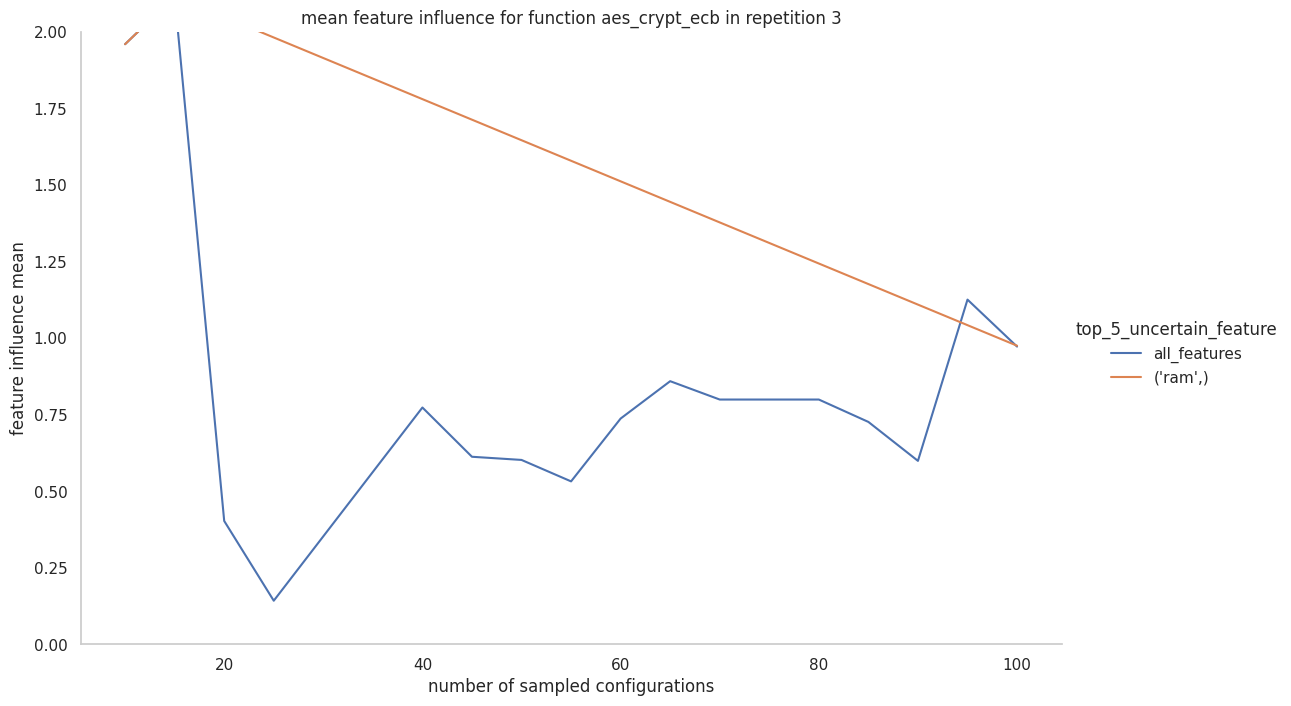 mean feature influence for function aes_crypt_ecb in repetition 3
2.00
1.75
1.50
1.25
1.00
0.75
0.50
0.25
0.00
feature influence mean
20 40 60 80 100
number of sampled configurations
top_5_uncertain_feature
all_features
('ram',)